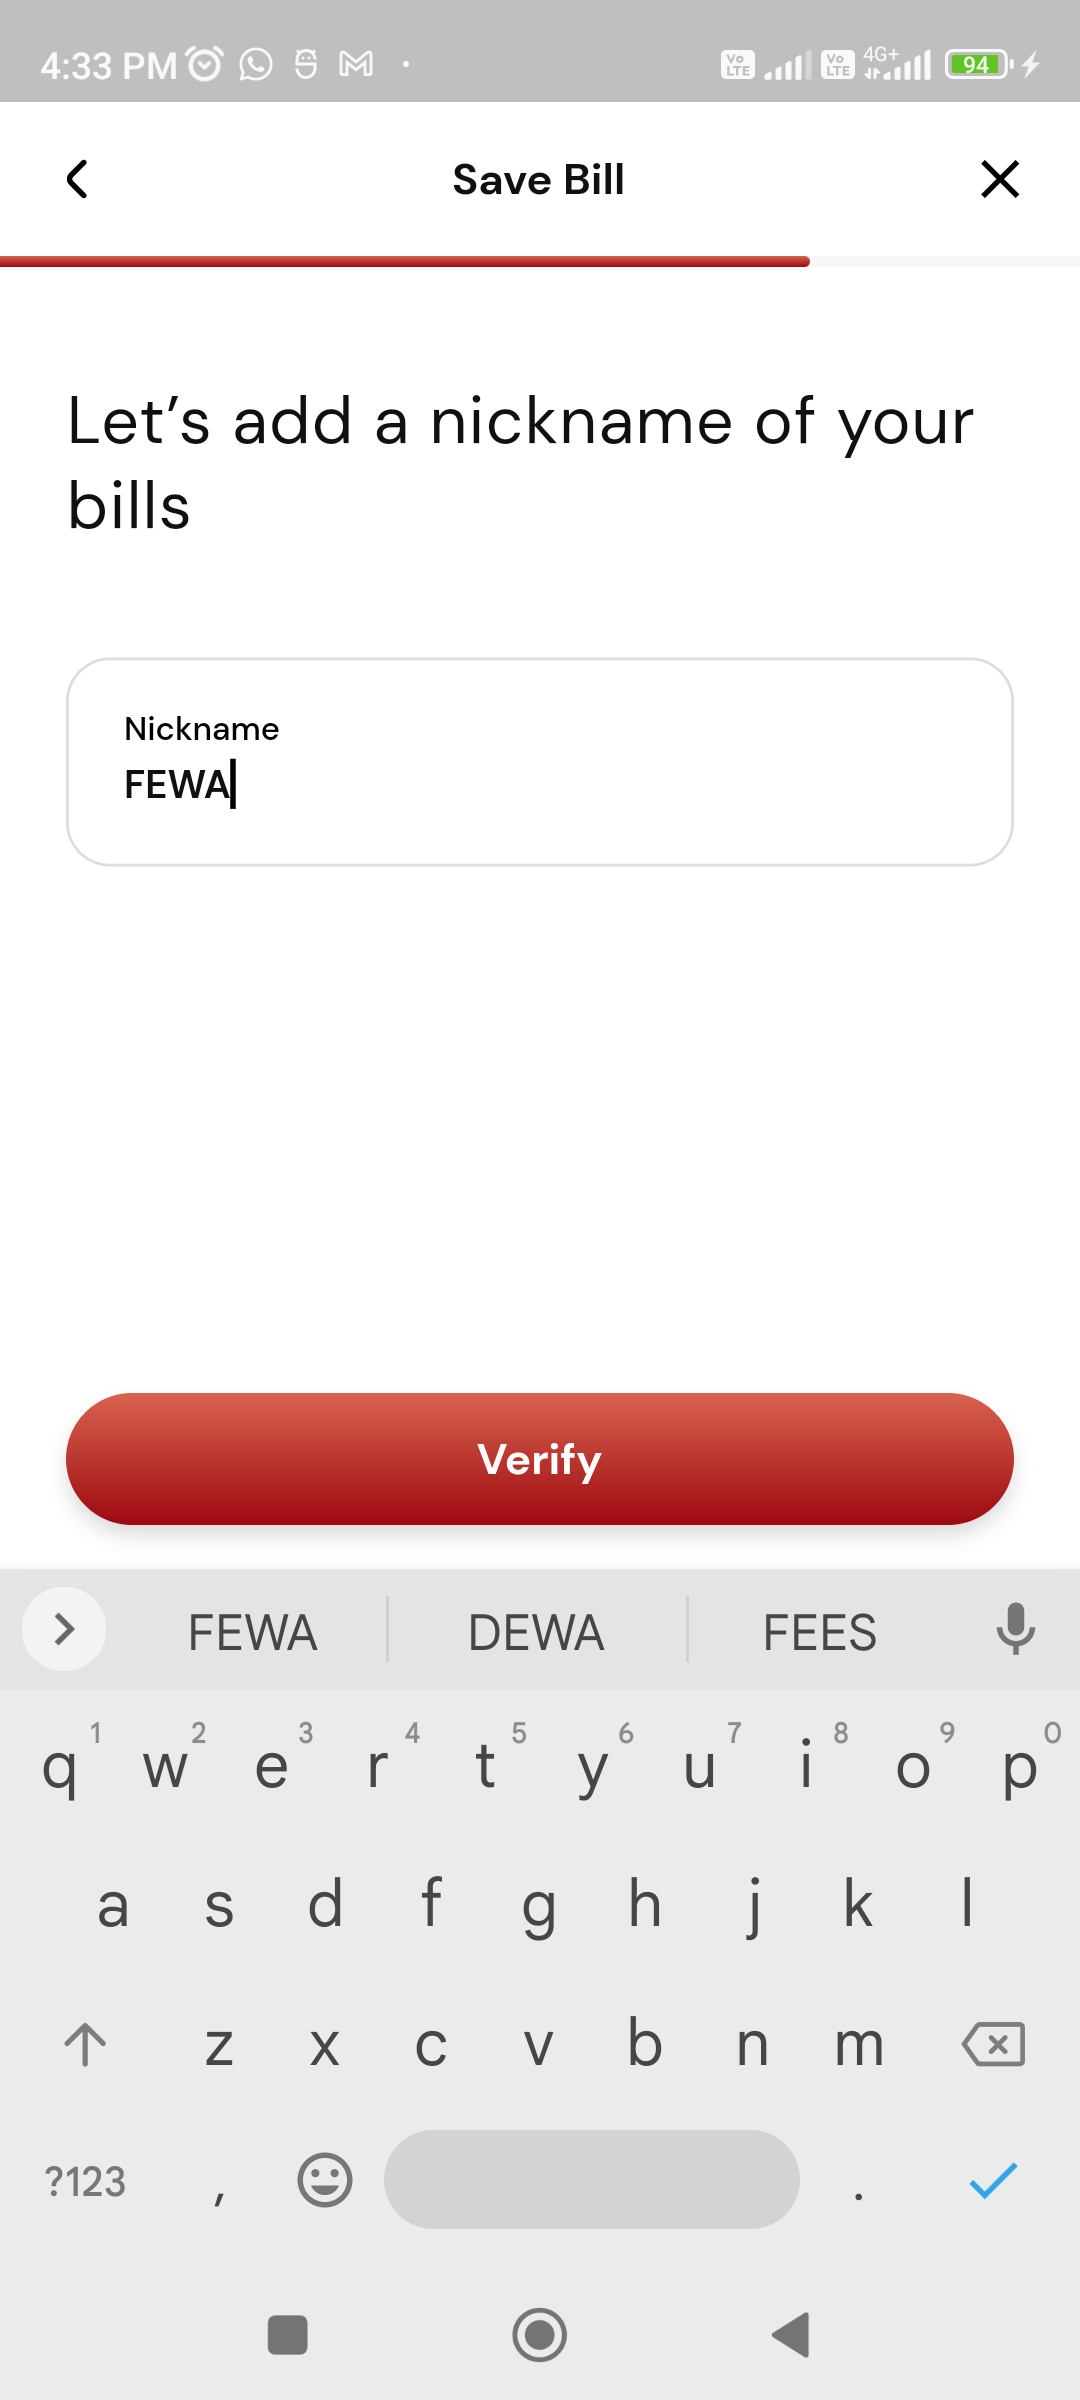 4:33 PM
Vo LTE Vo LTE 4G+ 94
Save Bill
Let’s add a nickname of your
bills
Nickname
FEWA
Verify
FEWA DEWA FEES
1 2 3 4 5 6 7 8 9 0
q w e r t y u i o p
a s d f g h j k l
z x c v b n m
?123 , .